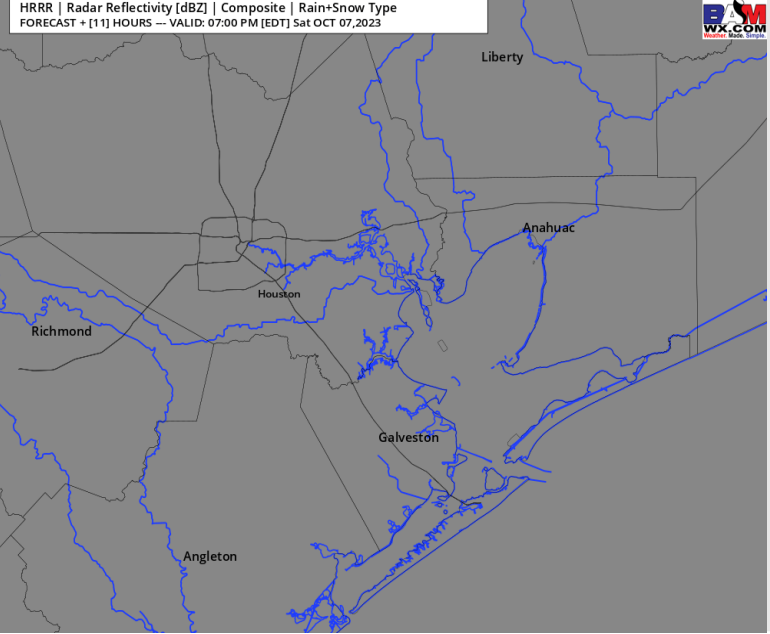 HRRR | Radar Reflectivity [dBZ] | Composite | Rain+Snow Type
FORECAST + [11] HOURS --- VALID: 07:00 PM [EDT] Sat OCT 07,2023
BAM
WX.COM
Weather. Made. Simple.
Liberty
Anahuac
Houston
Richmond
Galveston
Angleton